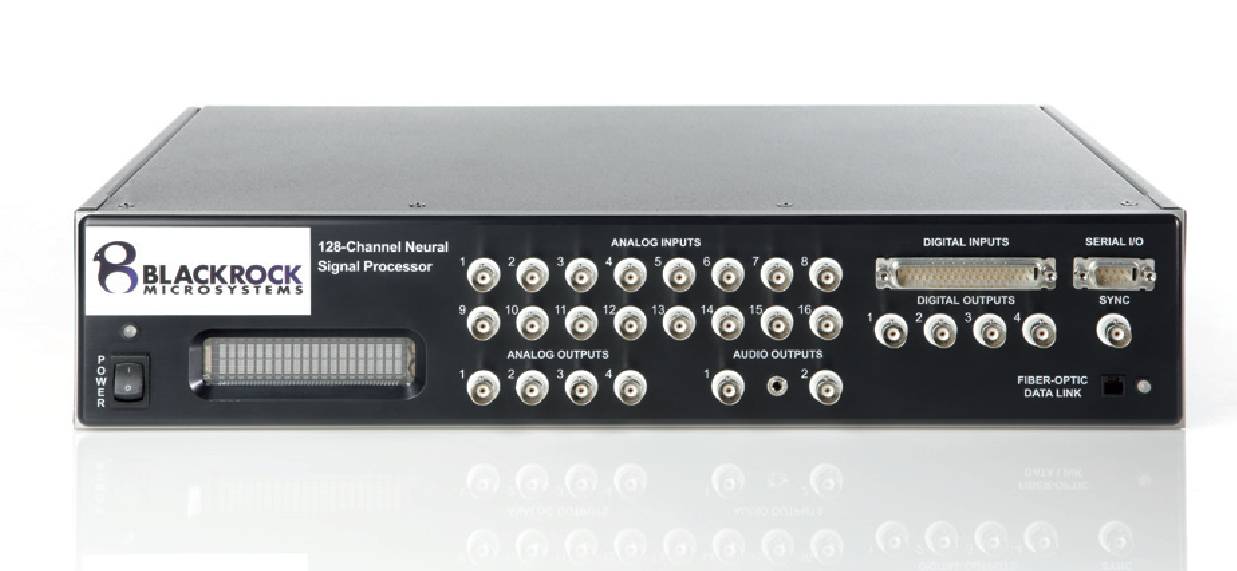 BLACKROCK
MICROSYSTEMS
128-Channel Neural
Signal Processor
POWER
ANALOG INPUTS
1 2 3 4 5 6 7 8
9 10 11 12 13 14 15 16
ANALOG OUTPUTS
1 2 3 4
AUDIO OUTPUTS
1 2
DIGITAL INPUTS
DIGITAL OUTPUTS
1 2 3 4
SERIAL I/O
SYNC
FIBER-OPTIC
DATA LINK